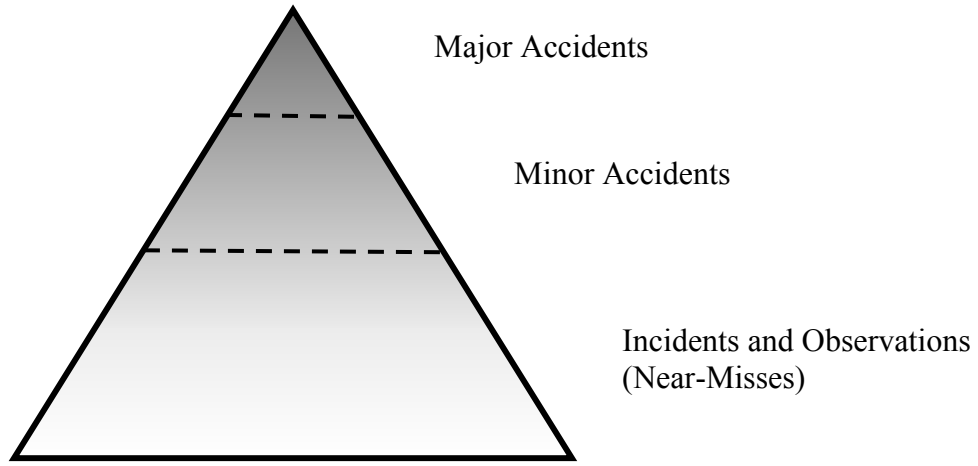 Major Accidents
Minor Accidents
Incidents and Observations
(Near-Misses)